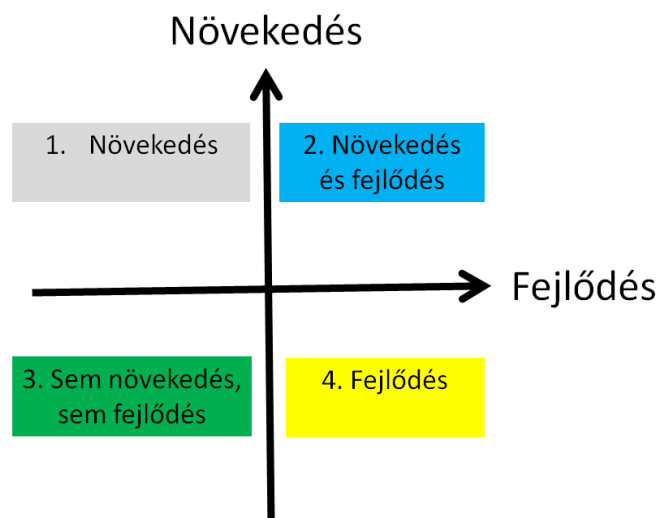 Növekedés
1. Növekedés
2. Növekedés
és fejlődés
Fejlődés
3. Sem növekedés,
sem fejlődés
4. Fejlődés